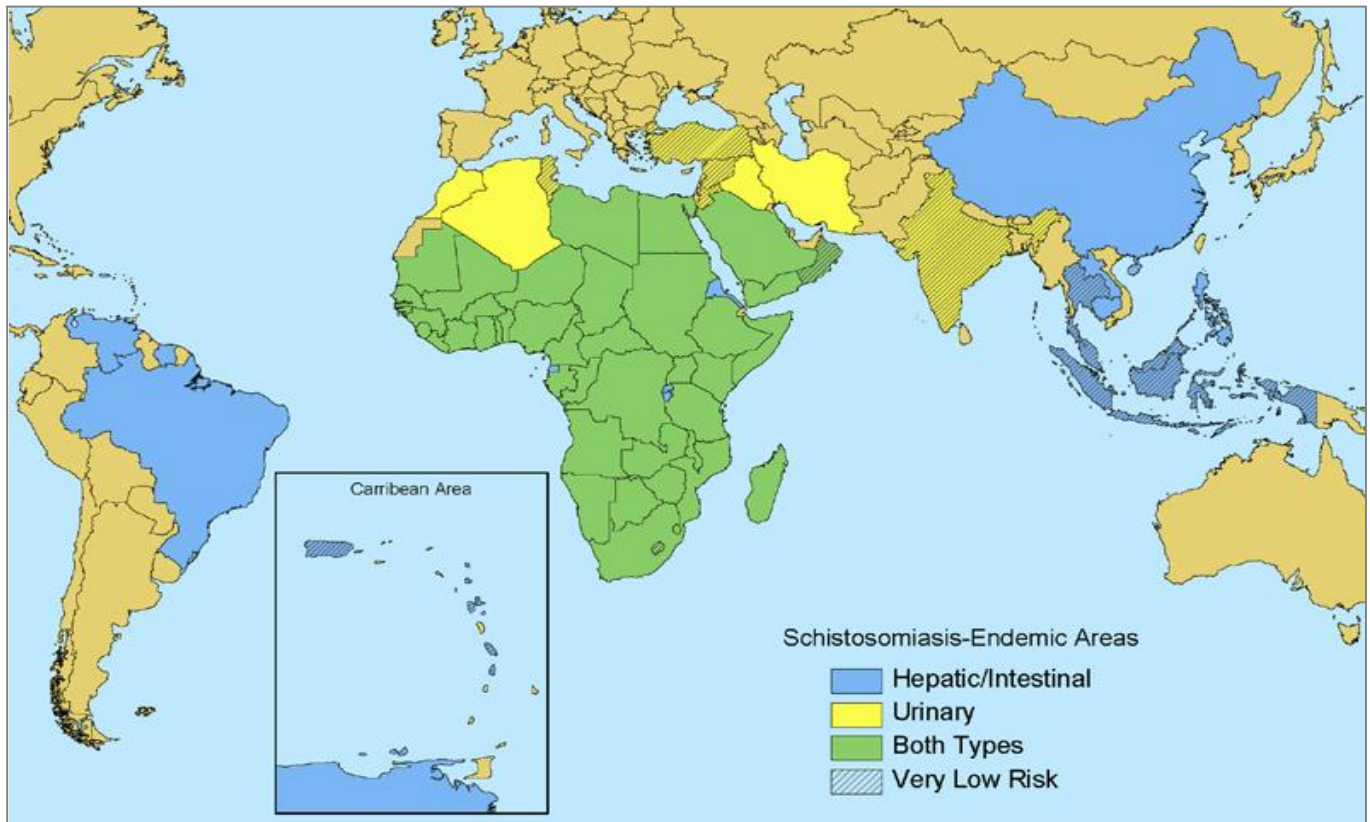 Carribean Area
Schistosomiasis-Endemic Areas
Hepatic/Intestinal
Urinary
Both Types
Very Low Risk